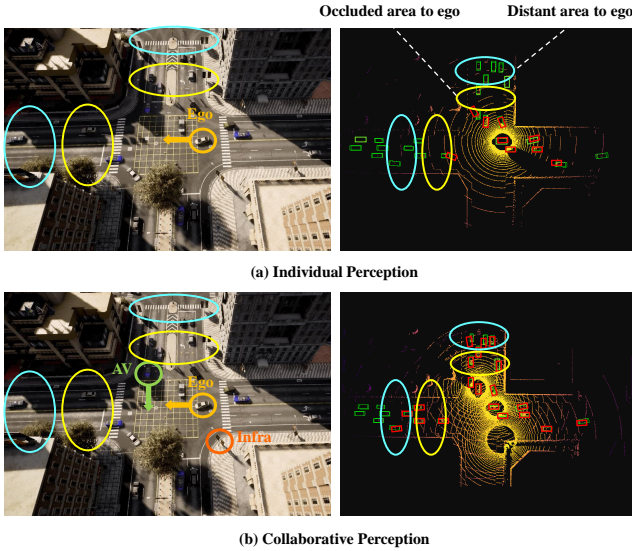 Occluded area to ego Distant area to ego
Ego
(a) Individual Perception
AV
Ego
Infra
(b) Collaborative Perception